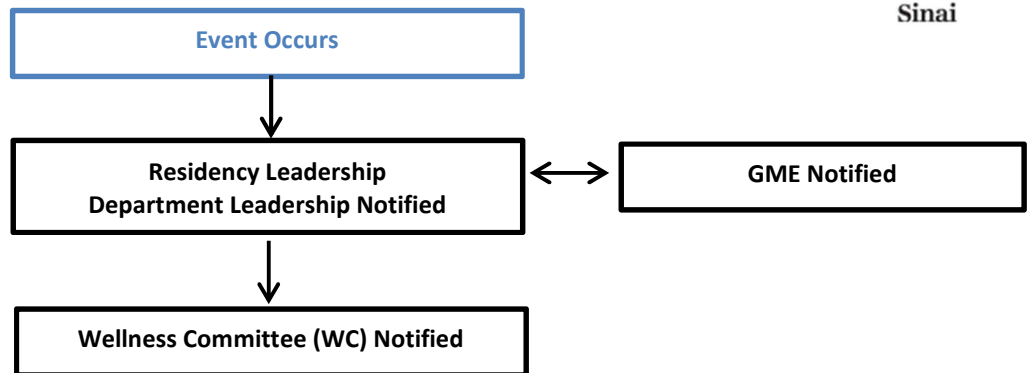 Sinai
Event Occurs
Residency Leadership
Department Leadership Notified
GME Notified
Wellness Committee (WC) Notified